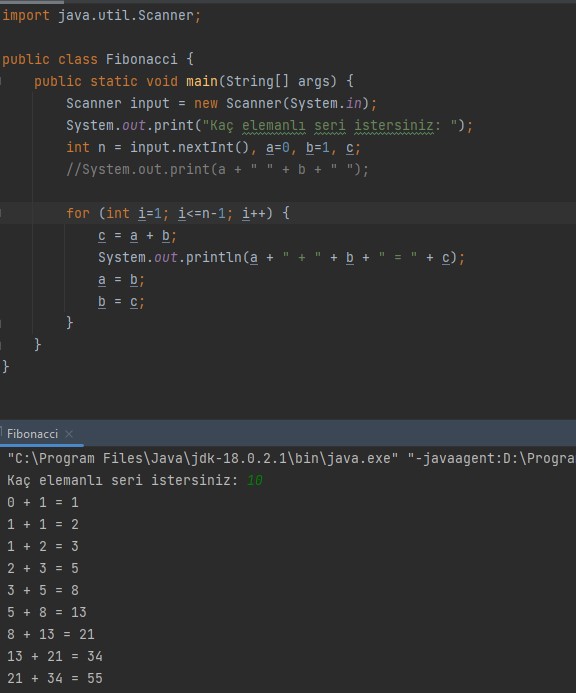 import java.util.Scanner;
public class Fibonacci {
public static void main(String[] args) {
Scanner input = new Scanner(System.in);
System.out.print("Kaç elemanlı seri istersiniz: ");
int n = input.nextInt(), a=0, b=1, c;
//System.out.print(a + " " + b + " ");
for (int i=1; i<=n-1; i++) {
c = a + b;
System.out.println(a + " + " + b + " = " + c);
a = b;
b = c;
}
}
}
Fibonacci ×
"C:\Program Files\Java\jdk-18.0.2.1\bin\java.exe" "-javaagent:D:\Program
Kaç elemanlı seri istersiniz: 10
0 + 1 = 1
1 + 1 = 2
1 + 2 = 3
2 + 3 = 5
3 + 5 = 8
5 + 8 = 13
8 + 13 = 21
13 + 21 = 34
21 + 34 = 55